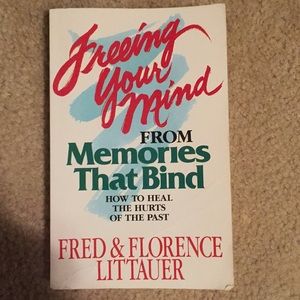 Freeing
Your
Mind
FROM
Memories
That Bind
HOW TO HEAL
THE HURTS
OF THE PAST
FRED & FLORENCE
LITTAUER